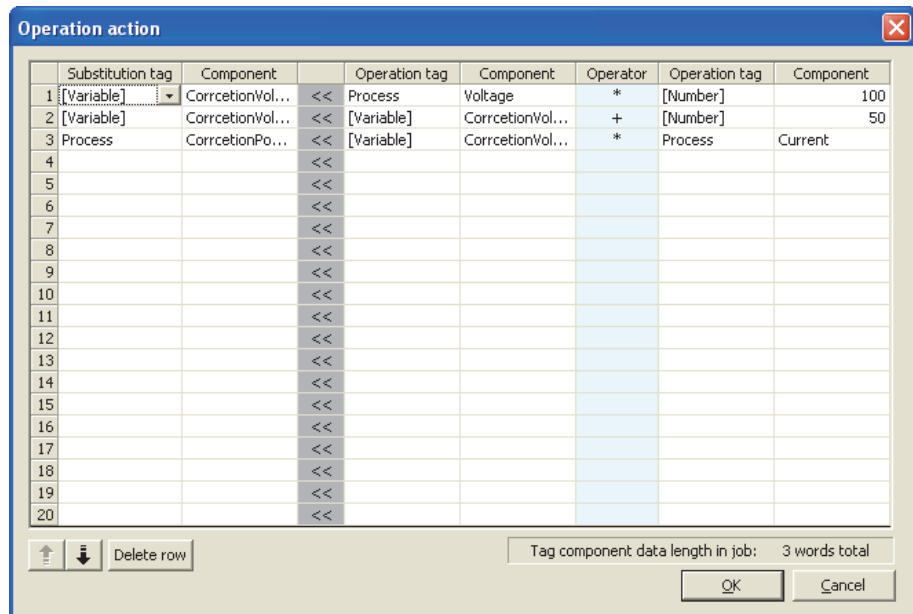 Operation action
Substitution tag Component Operation tag Component Operator Operation tag Component
1 [Variable] CorrcetionVol... << Process Voltage * [Number] 100
2 [Variable] CorrcetionVol... << [Variable] CorrcetionVol... + [Number] 50
3 Process CorrcetionPo... << [Variable] CorrcetionVol... * Process Current
4 <<
5 <<
6 <<
7 <<
8 <<
9 <<
10 <<
11 <<
12 <<
13 <<
14 <<
15 <<
16 <<
17 <<
18 <<
19 <<
20 <<
Delete row Tag component data length in job: 3 words total
OK Cancel